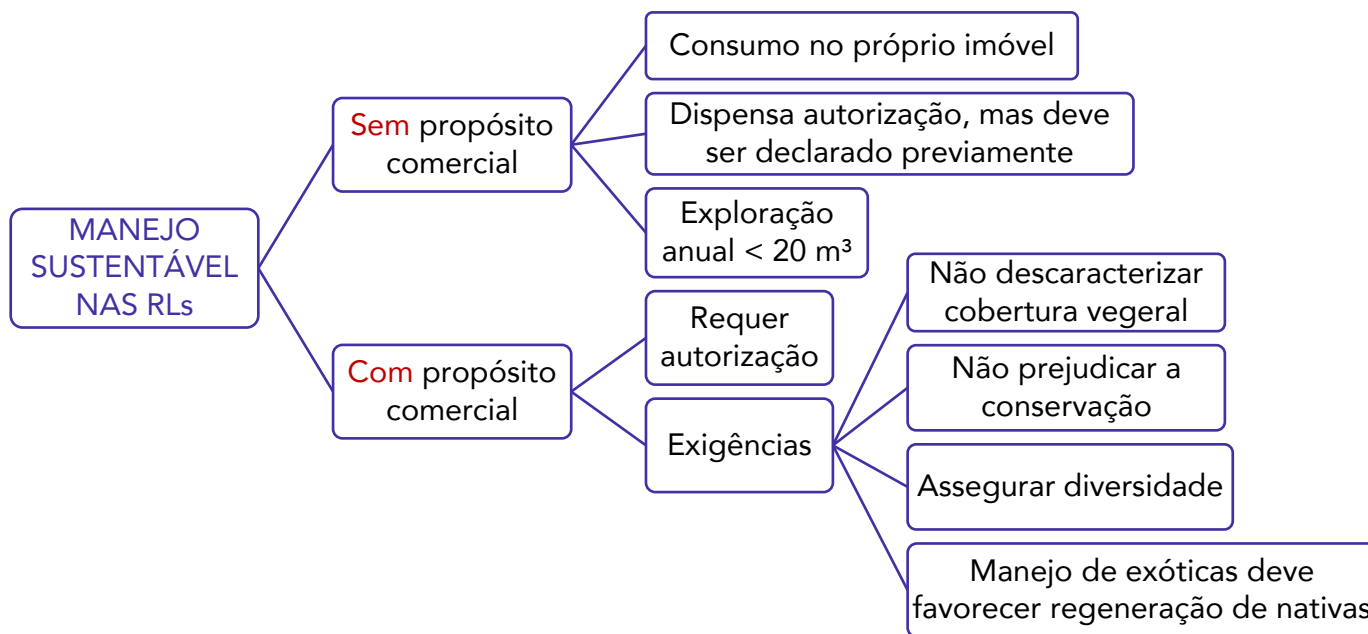 MANEJO
SUSTENTÁVEL
NAS RLs
Sem propósito
comercial
Consumo no próprio imóvel
Dispensa autorização, mas deve
ser declarado previamente
Exploração
anual < 20 m³
Com propósito
comercial
Requer
autorização
Exigências
Não descaracterizar
cobertura vegeral
Não prejudicar a
conservação
Assegurar diversidade
Manejo de exóticas deve
favorecer regeneração de nativas